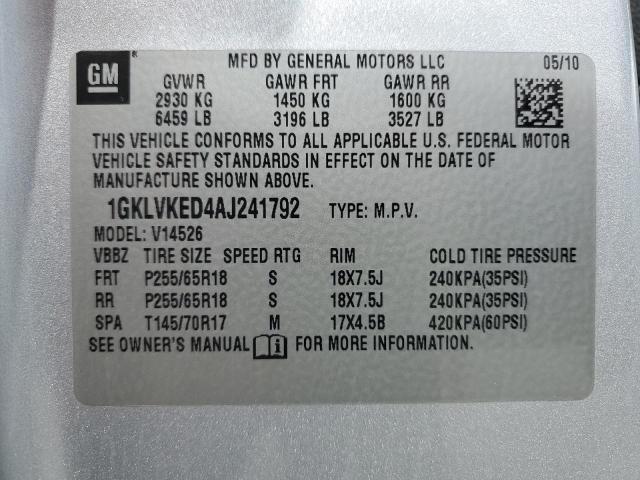 GM
MFD BY GENERAL MOTORS LLC 05/10
GVWR GAWR FRT GAWR RR
2930 KG 1450 KG 1600 KG
6459 LB 3196 LB 3527 LB
THIS VEHICLE CONFORMS TO ALL APPLICABLE U.S. FEDERAL MOTOR
VEHICLE SAFETY STANDARDS IN EFFECT ON THE DATE OF
MANUFACTURE SHOWN ABOVE.
1GKLVKED4AJ241792 TYPE: M.P.V.
MODEL: V14526
VBBZ TIRE SIZE SPEED RTG RIM COLD TIRE PRESSURE
FRT P255/65R18 S 18X7.5J 240KPA(35PSI)
RR P255/65R18 S 18X7.5J 240KPA(35PSI)
SPA T145/70R17 M 17X4.5B 420KPA(60PSI)
SEE OWNER'S MANUAL i FOR MORE INFORMATION.